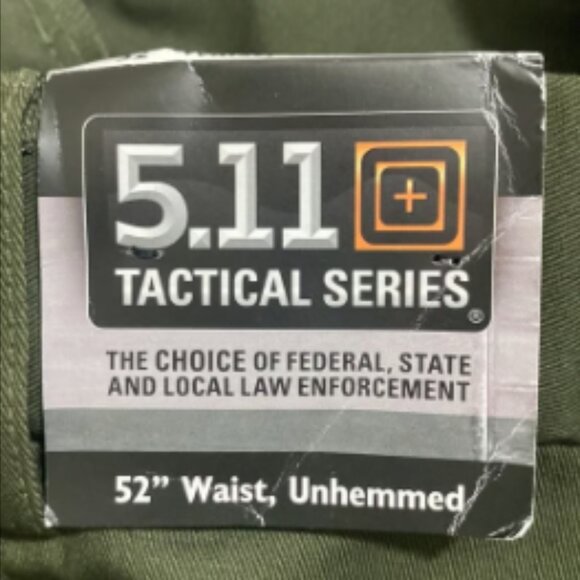 5.11
TACTICAL SERIES®
THE CHOICE OF FEDERAL, STATE
AND LOCAL LAW ENFORCEMENT
52” Waist, Unhemmed